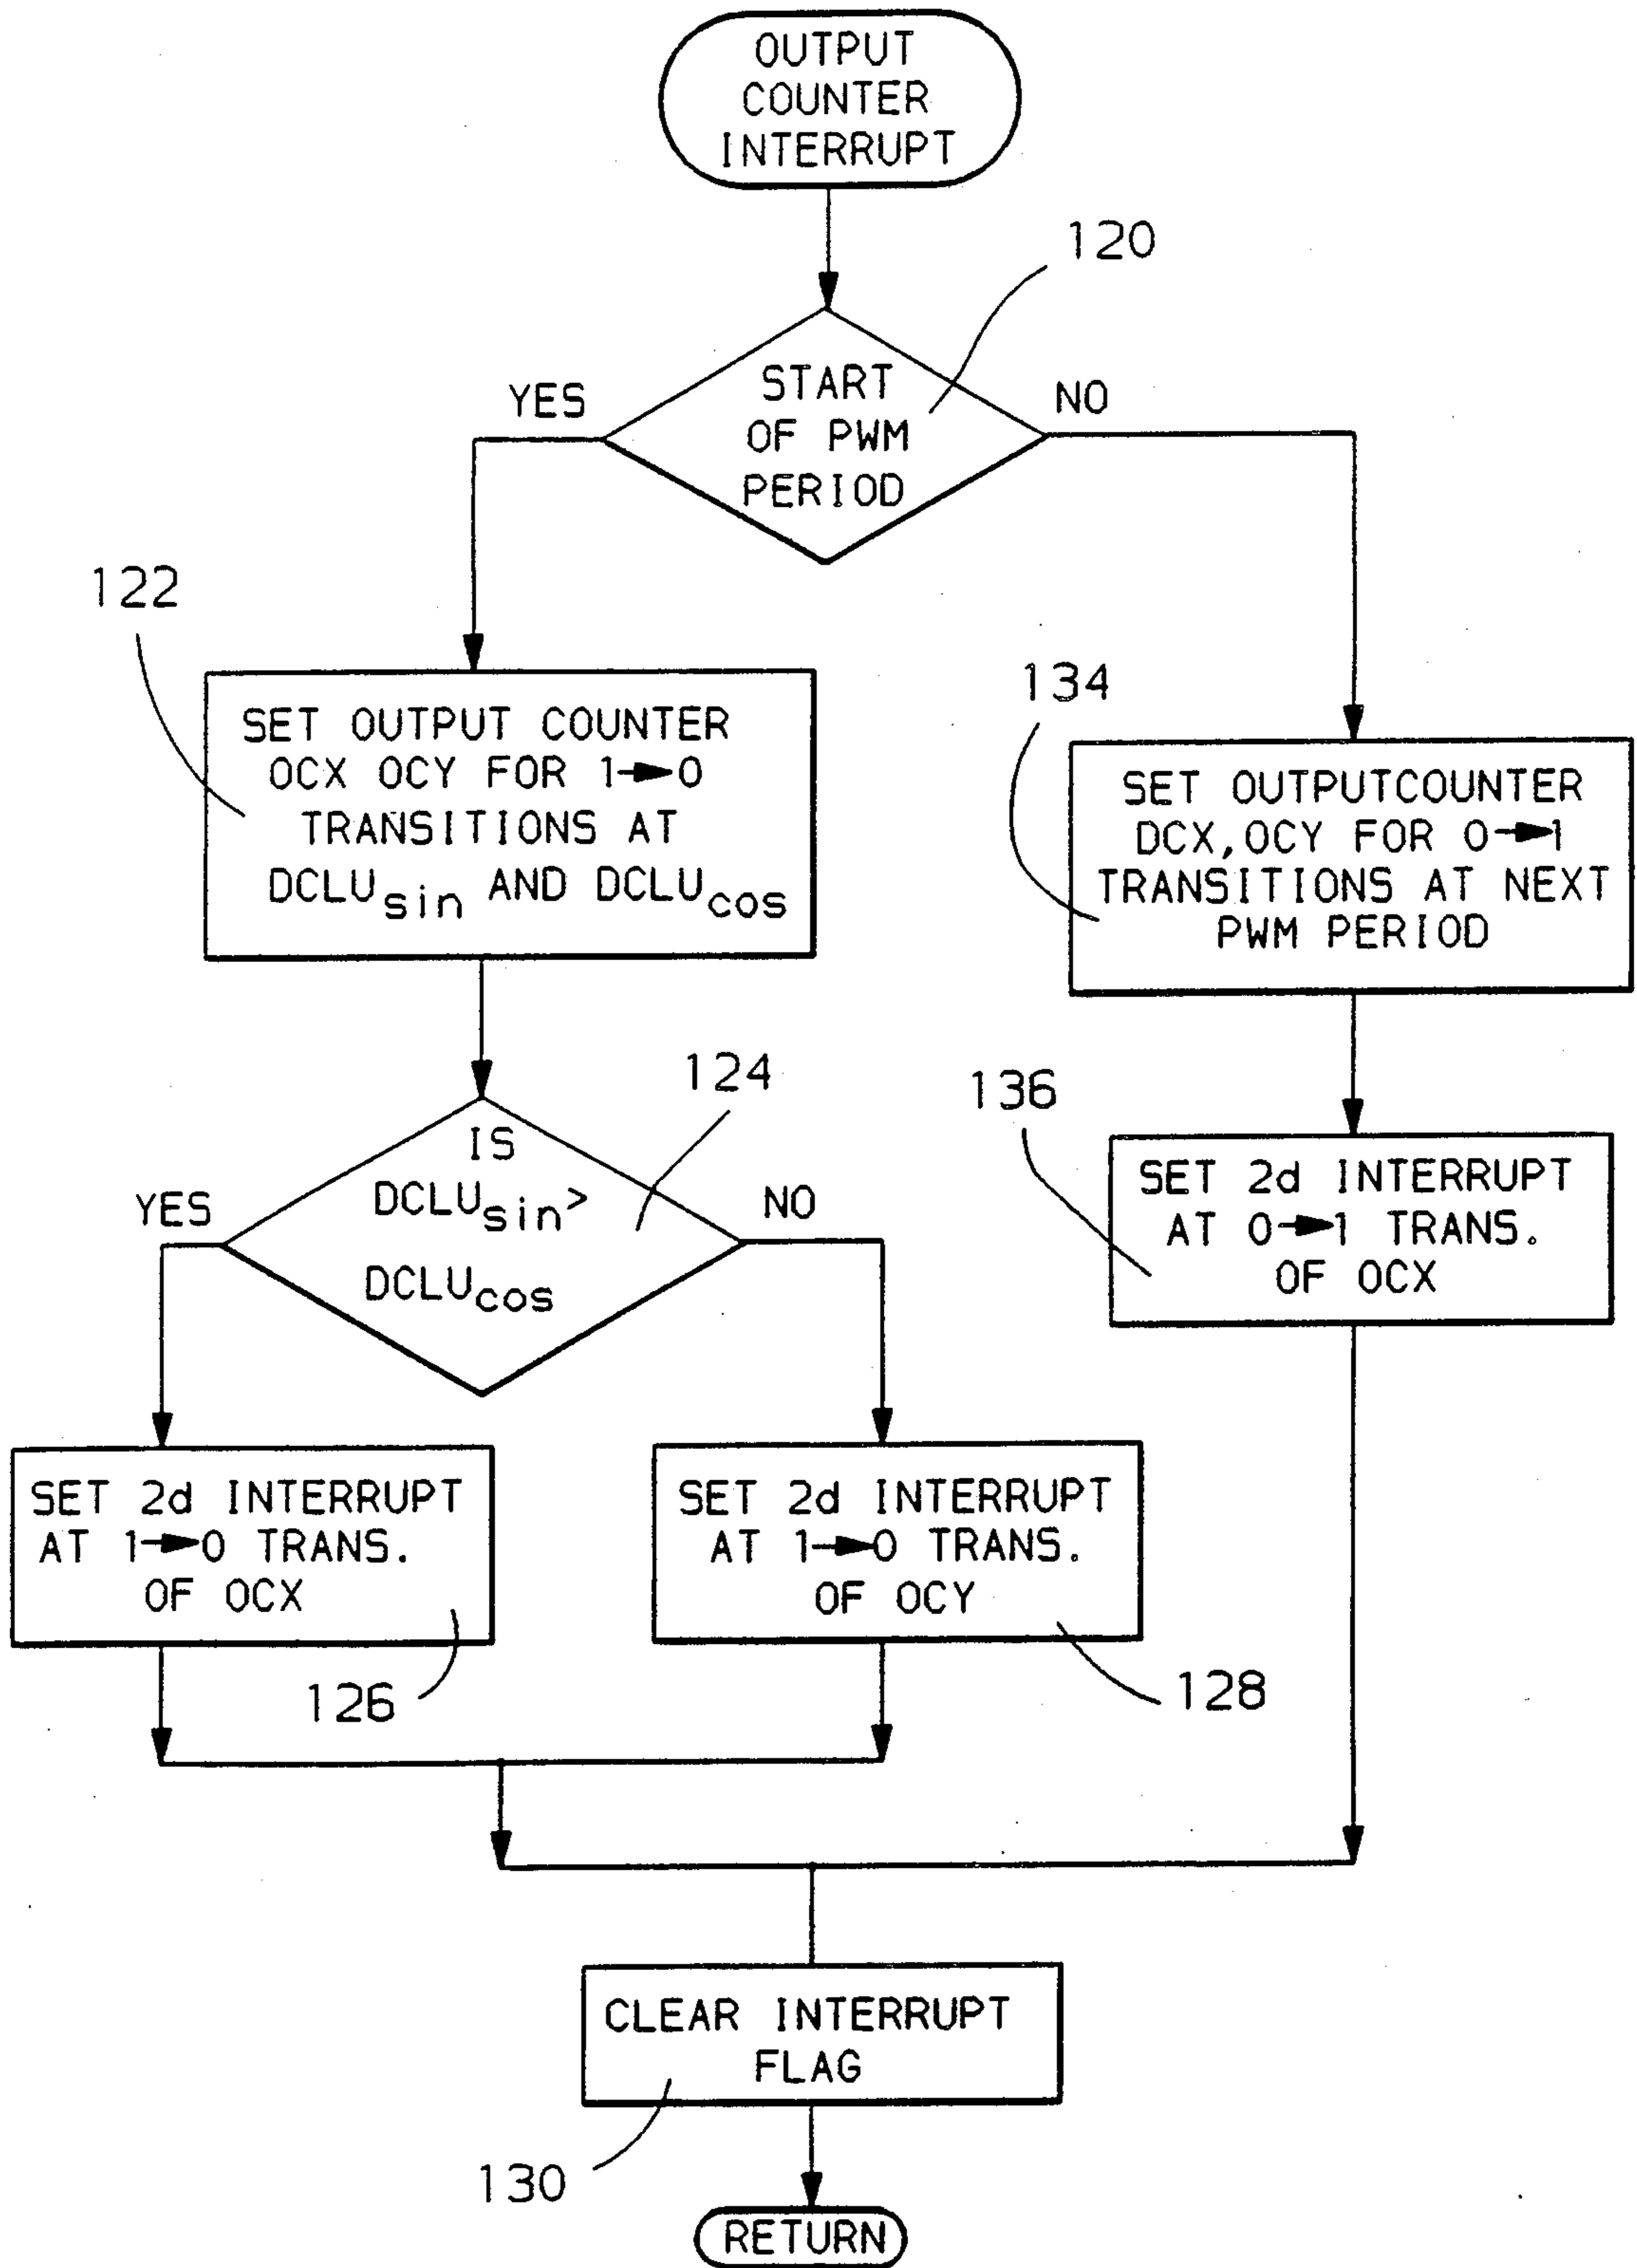 OUTPUT
COUNTER
INTERRUPT
120
START
OF PWM
PERIOD
YES
NO
122
SET OUTPUT COUNTER
OCX OCY FOR 1→0
TRANSITIONS AT
DCLUsin AND DCLUcos
134
SET OUTPUTCOUNTER
DCX,OCY FOR 0→1
TRANSITIONS AT NEXT
PWM PERIOD
124
IS
DCLUsin>
DCLUcos
YES
NO
136
SET 2d INTERRUPT
AT 0→1 TRANS.
OF OCX
SET 2d INTERRUPT
AT 1→0 TRANS.
OF OCX
126
SET 2d INTERRUPT
AT 1→0 TRANS.
OF OCY
128
CLEAR INTERRUPT
FLAG
130
RETURN